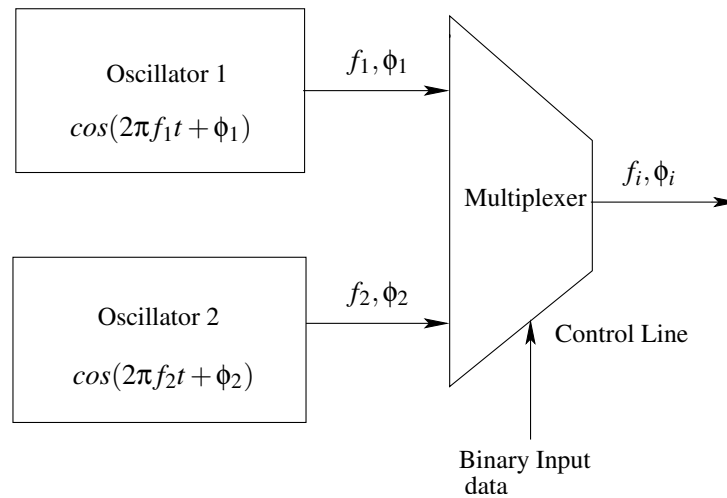 Oscillator 1
cos(2πf₁t + ϕ₁)
f₁,ϕ₁
Multiplexer
fᵢ,ϕᵢ
Oscillator 2
cos(2πf₂t + ϕ₂)
f₂,ϕ₂
Control Line
Binary Input
data